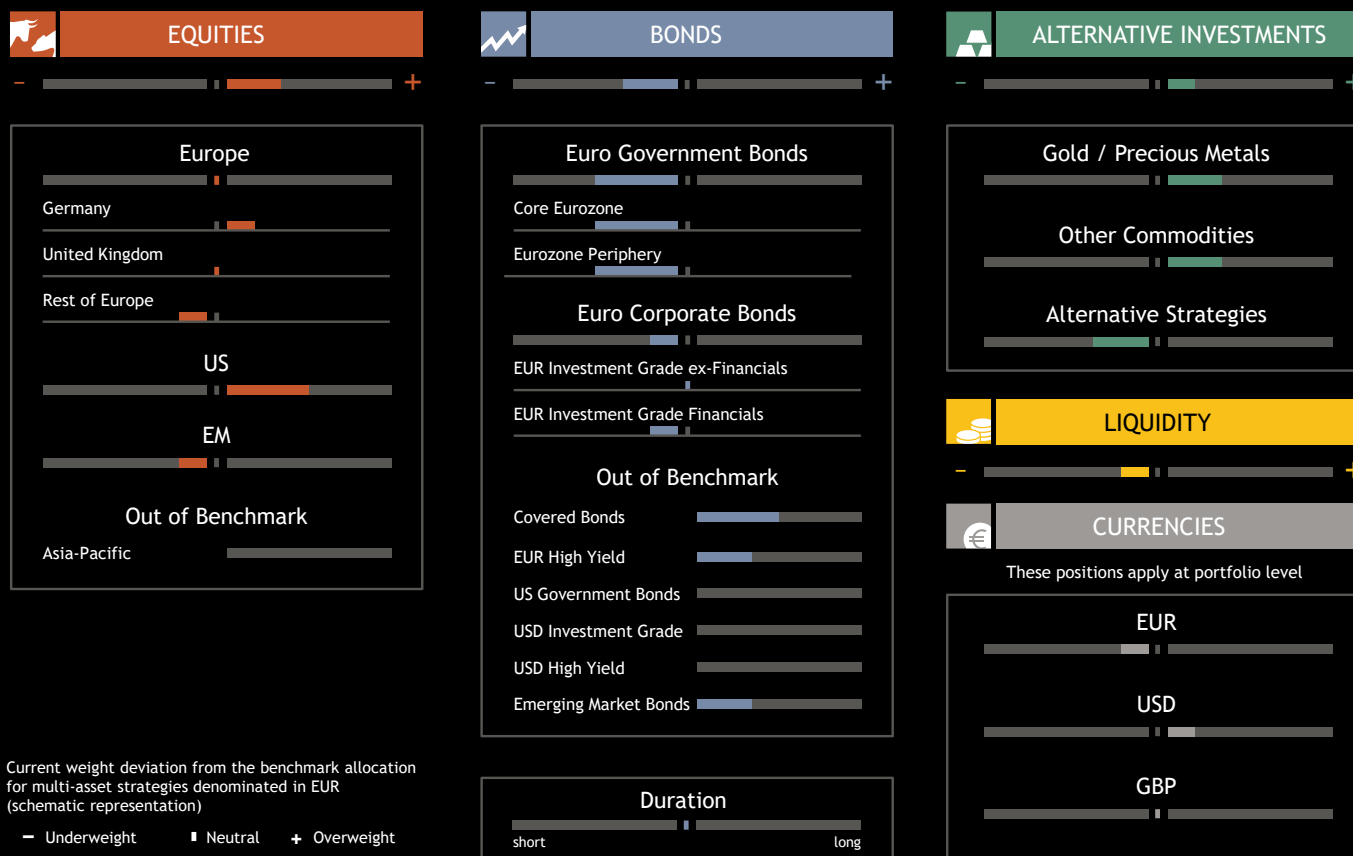 EQUITIES
- +
Europe
Germany
United Kingdom
Rest of Europe
US
EM
Out of Benchmark
Asia-Pacific
Current weight deviation from the benchmark allocation
for multi-asset strategies denominated in EUR
(schematic representation)
- Underweight Neutral + Overweight
BONDS
- +
Euro Government Bonds
Core Eurozone
Eurozone Periphery
Euro Corporate Bonds
EUR Investment Grade ex-Financials
EUR Investment Grade Financials
Out of Benchmark
Covered Bonds
EUR High Yield
US Government Bonds
USD Investment Grade
USD High Yield
Emerging Market Bonds
Duration
short long
ALTERNATIVE INVESTMENTS
- +
Gold / Precious Metals
Other Commodities
Alternative Strategies
LIQUIDITY
- +
€ CURRENCIES
These positions apply at portfolio level
EUR
USD
GBP